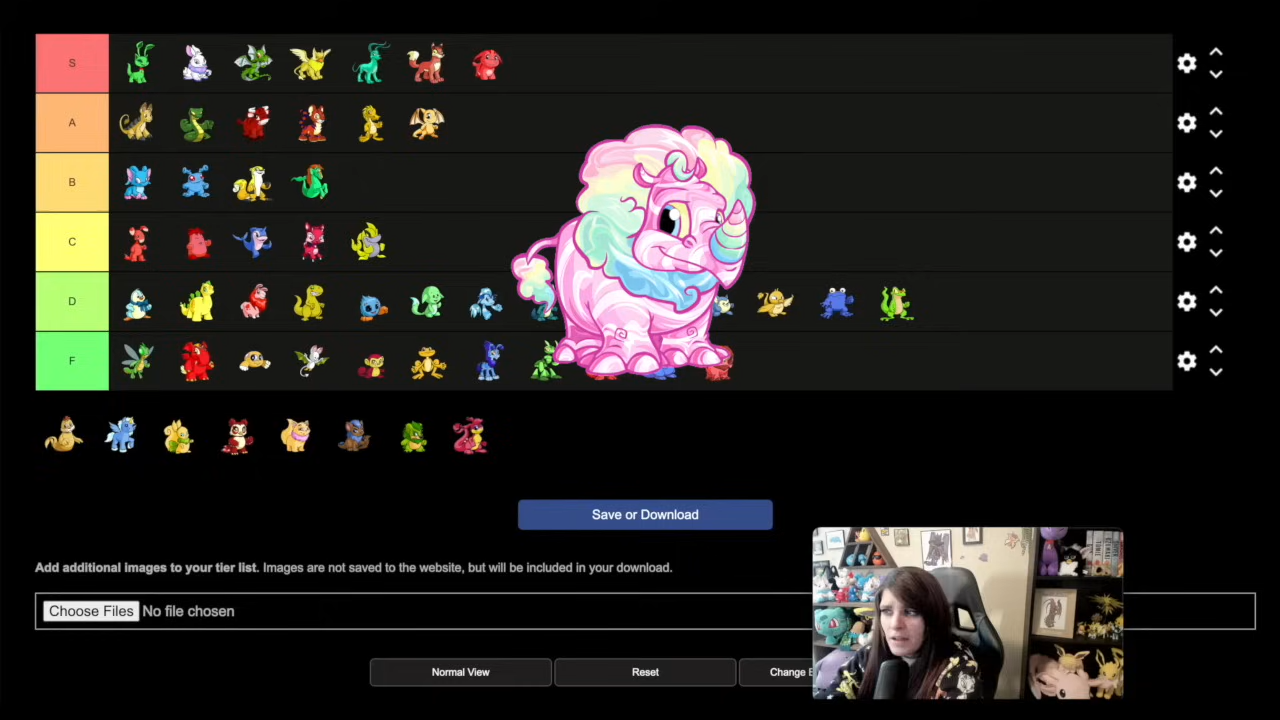 S
A
B
C
D
F
Save or Download
Add additional images to your tier list. Images are not saved to the website, but will be included in your download.
Choose Files No file chosen
Normal View
Reset
Change